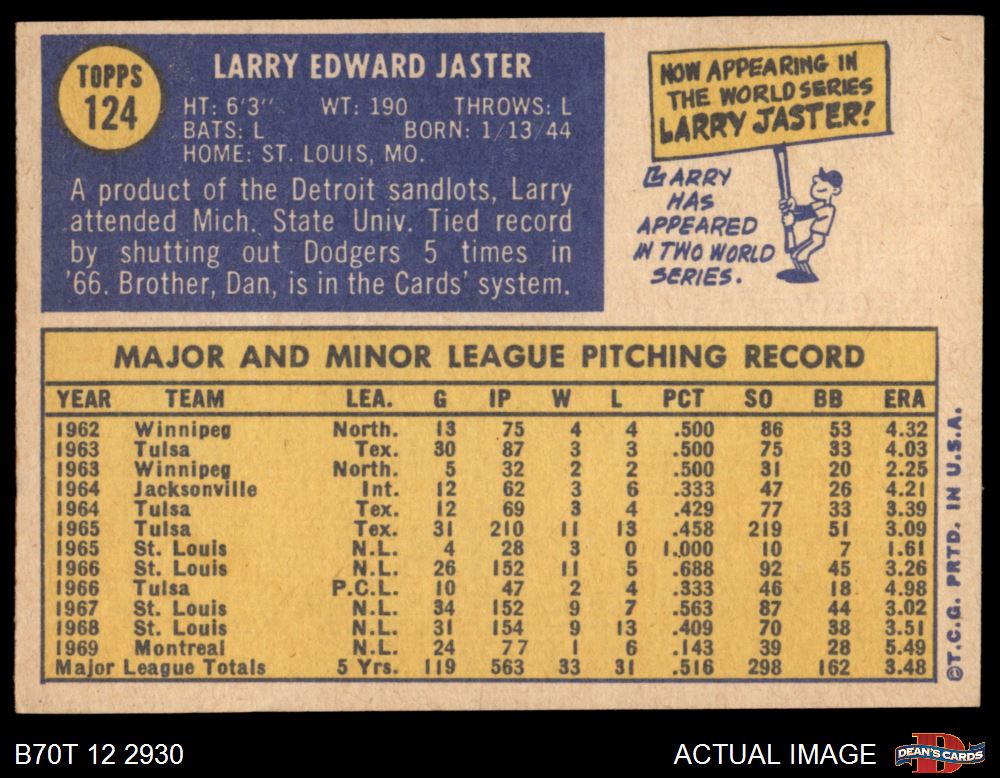 TOPPS
124
LARRY EDWARD JASTER
HT: 6'3" WT: 190 THROWS: L
BATS: L BORN: 1/13/44
HOME: ST. LOUIS, MO.
A product of the Detroit sandlots, Larry
attended Mich. State Univ. Tied record
by shutting out Dodgers 5 times in
'66. Brother, Dan, is in the Cards' system.
NOW APPEARING IN
THE WORLD SERIES
LARRY JASTER!
LARRY
HAS
APPEARED
IN TWO WORLD
SERIES.
MAJOR AND MINOR LEAGUE PITCHING RECORD
YEAR TEAM LEA. G IP W L PCT SO BB ERA
1962 Winnipeg North. 13 75 4 4 .500 86 53 4.32
1963 Tulsa Tex. 30 87 3 3 .500 75 33 4.03
1963 Winnipeg North. 5 32 2 2 .500 31 20 2.25
1964 Jacksonville Int. 12 62 3 6 .333 47 26 4.21
1964 Tulsa Tex. 12 69 3 4 .429 77 33 3.39
1965 Tulsa Tex. 31 210 11 13 .458 219 51 3.09
1965 St. Louis N.L. 4 28 3 0 1.000 10 7 1.61
1966 St. Louis N.L. 26 152 11 5 .688 92 45 3.26
1966 Tulsa P.C.L. 10 47 2 4 .333 46 18 4.98
1967 St. Louis N.L. 34 152 9 7 .563 87 44 3.02
1968 St. Louis N.L. 31 154 9 13 .409 70 38 3.51
1969 Montreal N.L. 24 77 1 6 .143 39 28 5.49
Major League Totals 5 Yrs. 119 563 33 31 .516 298 162 3.48
©T.C.G. PRTD. IN U.S.A.
B70T 12 2930
ACTUAL IMAGE
D
DEAN'S CARDS